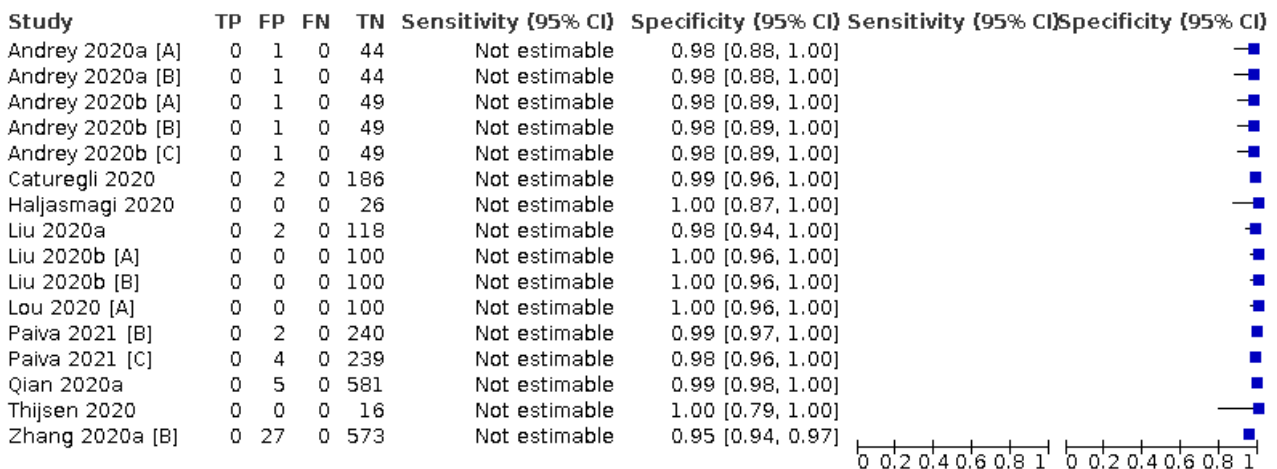 Study TP FP FN TN Sensitivity (95% CI) Specificity (95% CI) Sensitivity (95% CI) Specificity (95% CI)
Andrey 2020a [A] 0 1 0 44 Not estimable 0.98 [0.88, 1.00]
Andrey 2020a [B] 0 1 0 44 Not estimable 0.98 [0.88, 1.00]
Andrey 2020b [A] 0 1 0 49 Not estimable 0.98 [0.89, 1.00]
Andrey 2020b [B] 0 1 0 49 Not estimable 0.98 [0.89, 1.00]
Andrey 2020b [C] 0 1 0 49 Not estimable 0.98 [0.89, 1.00]
Caturegli 2020 0 2 0 186 Not estimable 0.99 [0.96, 1.00]
Haljasmagi 2020 0 0 0 26 Not estimable 1.00 [0.87, 1.00]
Liu 2020a 0 2 0 118 Not estimable 0.98 [0.94, 1.00]
Liu 2020b [A] 0 0 0 100 Not estimable 1.00 [0.96, 1.00]
Liu 2020b [B] 0 0 0 100 Not estimable 1.00 [0.96, 1.00]
Lou 2020 [A] 0 0 0 100 Not estimable 1.00 [0.96, 1.00]
Paiva 2021 [B] 0 2 0 240 Not estimable 0.99 [0.97, 1.00]
Paiva 2021 [C] 0 4 0 239 Not estimable 0.98 [0.96, 1.00]
Qian 2020a 0 5 0 581 Not estimable 0.99 [0.98, 1.00]
Thijsen 2020 0 0 0 16 Not estimable 1.00 [0.79, 1.00]
Zhang 2020a [B] 0 27 0 573 Not estimable 0.95 [0.94, 0.97]
0 0.2 0.4 0.6 0.8 1 0 0.2 0.4 0.6 0.8 1